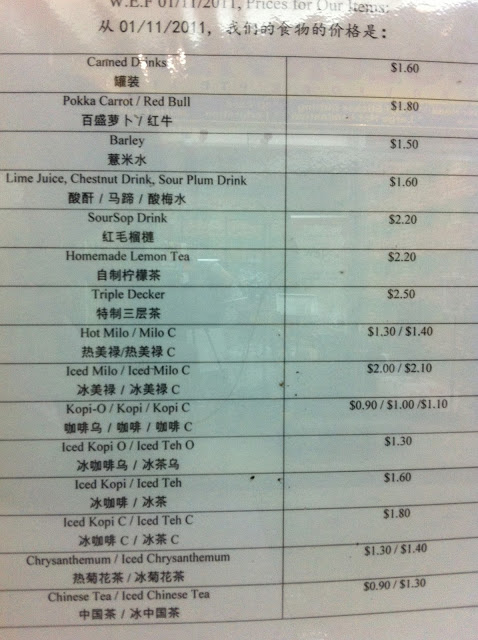 W.E.F 01/11/2011, Prices for Our Items:
从 01/11/2011，我们的食物的价格是：
Canned Drinks $1.60
罐装
Pokka Carrot / Red Bull $1.80
百盛萝卜 / 红牛
Barley $1.50
薏米水
Lime Juice, Chestnut Drink, Sour Plum Drink $1.60
酸酐 / 马蹄 / 酸梅水
SourSop Drink $2.20
红毛榴梿
Homemade Lemon Tea $2.20
自制柠檬茶
Triple Decker $2.50
特制三层茶
Hot Milo / Milo C $1.30 / $1.40
热美禄/热美禄 C
Iced Milo / Iced Milo C $2.00 / $2.10
冰美禄 / 冰美禄 C
Kopi-O / Kopi / Kopi C $0.90 / $1.00 /$1.10
咖啡乌 / 咖啡 / 咖啡 C
Iced Kopi O / Iced Teh O $1.30
冰咖啡乌 / 冰茶乌
Iced Kopi / Iced Teh $1.60
冰咖啡 / 冰茶
Iced Kopi C / Iced Teh C $1.80
冰咖啡 C / 冰茶 C
Chrysanthemum / Iced Chrysanthemum $1.30 / $1.40
热菊花茶 / 冰菊花茶
Chinese Tea / Iced Chinese Tea $0.90 / $1.30
中国茶 / 冰中国茶